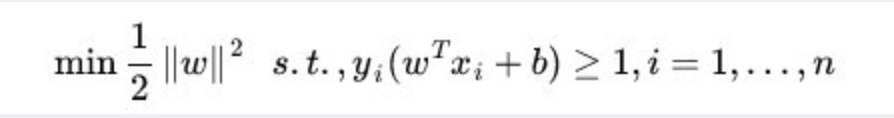 min 1/2 ‖w‖² s.t.,yᵢ(wᵀxᵢ + b) ≥ 1, i = 1, . . . , n